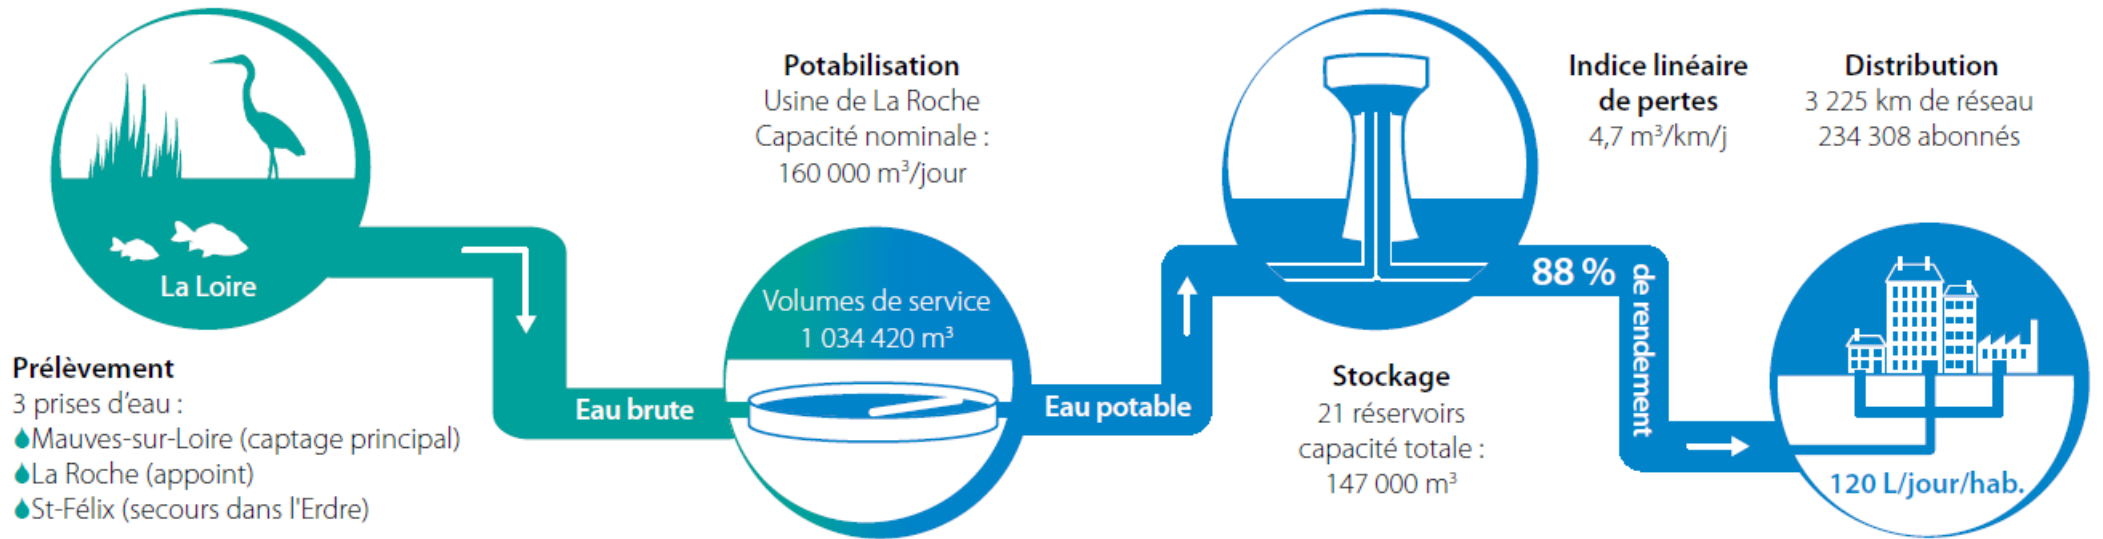 La Loire
Prélèvement
3 prises d'eau :
Mauves-sur-Loire (captage principal)
La Roche (appoint)
St-Félix (secours dans l'Erdre)
Eau brute
Potabilisation
Usine de La Roche
Capacité nominale :
160 000 m³/jour
Volumes de service
1 034 420 m³
Eau potable
Stockage
21 réservoirs
capacité totale :
147 000 m³
88 %
de rendement
Indice linéaire
de pertes
4,7 m³/km/j
Distribution
3 225 km de réseau
234 308 abonnés
120 L/jour/hab.